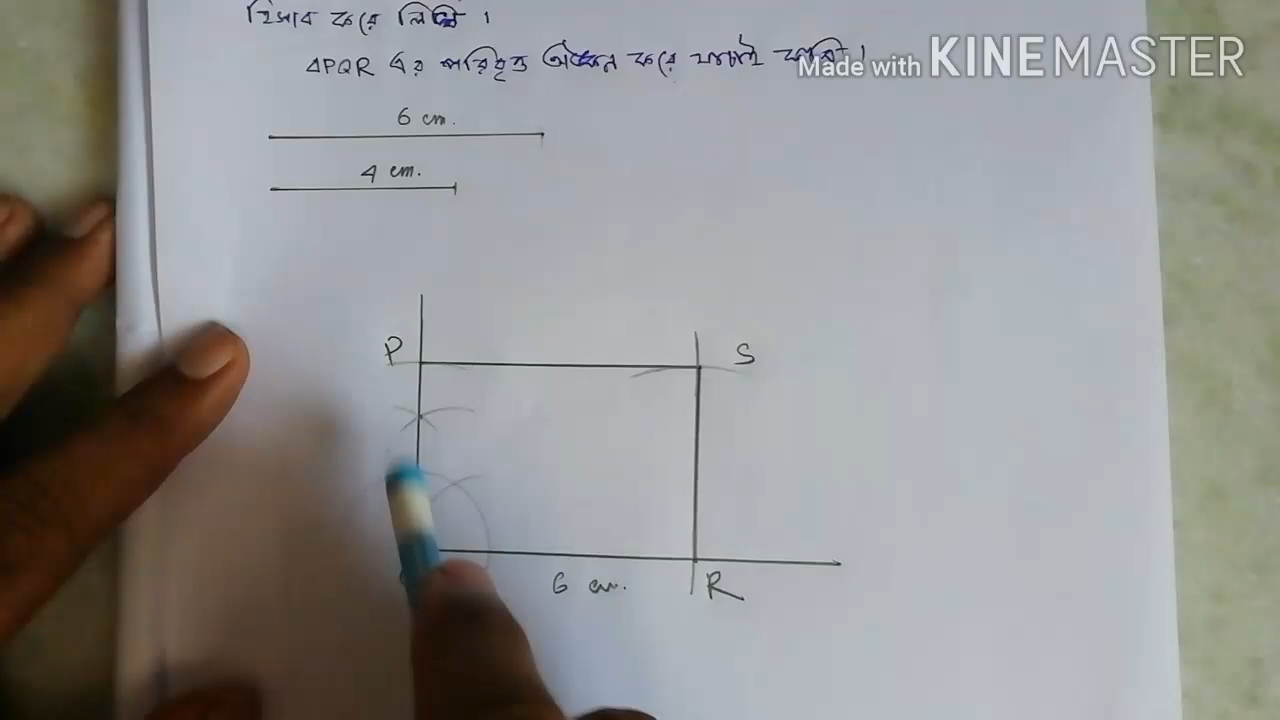 হিসাব করে লিখি ।
ΔPQR এর পরিবৃত্ত অঙ্কন করে যাচাই করি ।
Made with KINEMASTER
6 cm.
4 cm.
P
S
6 cm.
R